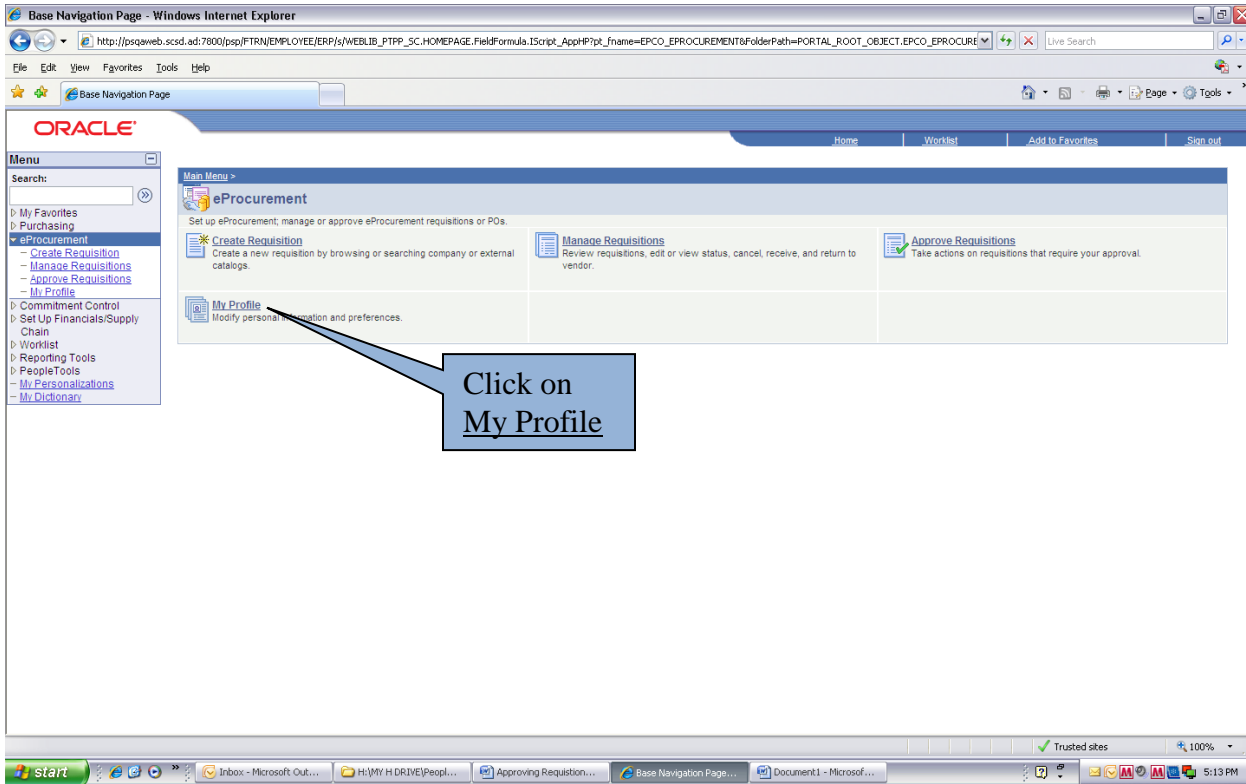 Base Navigation Page - Windows Internet Explorer
http://psqaweb.scsd.ad:7800/psp/FTRN/EMPLOYEE/ERP/s/WEBLIB_PTPP_SC.HOMEPAGE.FieldFormula.IScript_AppHP?pt_fname=EPCO_EPROCUREMENT&FolderPath=PORTAL_ROOT_OBJECT.EPCO_EPROCURE
Live Search
File Edit View Favorites Tools Help
Base Navigation Page
Page Tools
ORACLE
Home Worklist Add to Favorites Sign out
Menu
Search:
My Favorites
Purchasing
eProcurement
– Create Requisition
– Manage Requisitions
– Approve Requisitions
– My Profile
Commitment Control
Set Up Financials/Supply
Chain
Worklist
Reporting Tools
PeopleTools
– My Personalizations
– My Dictionary
Main Menu >
eProcurement
Set up eProcurement; manage or approve eProcurement requisitions or POs.
Create Requisition
Create a new requisition by browsing or searching company or external
catalogs.
Manage Requisitions
Review requisitions, edit or view status, cancel, receive, and return to
vendor.
Approve Requisitions
Take actions on requisitions that require your approval.
My Profile
Modify personal information and preferences.
Click on
My Profile
Trusted sites 100%
start
Inbox - Microsoft Out...
H:\MY H DRIVE\Peopl...
Approving Requistion...
Base Navigation Page...
Document1 - Microsof...
5:13 PM